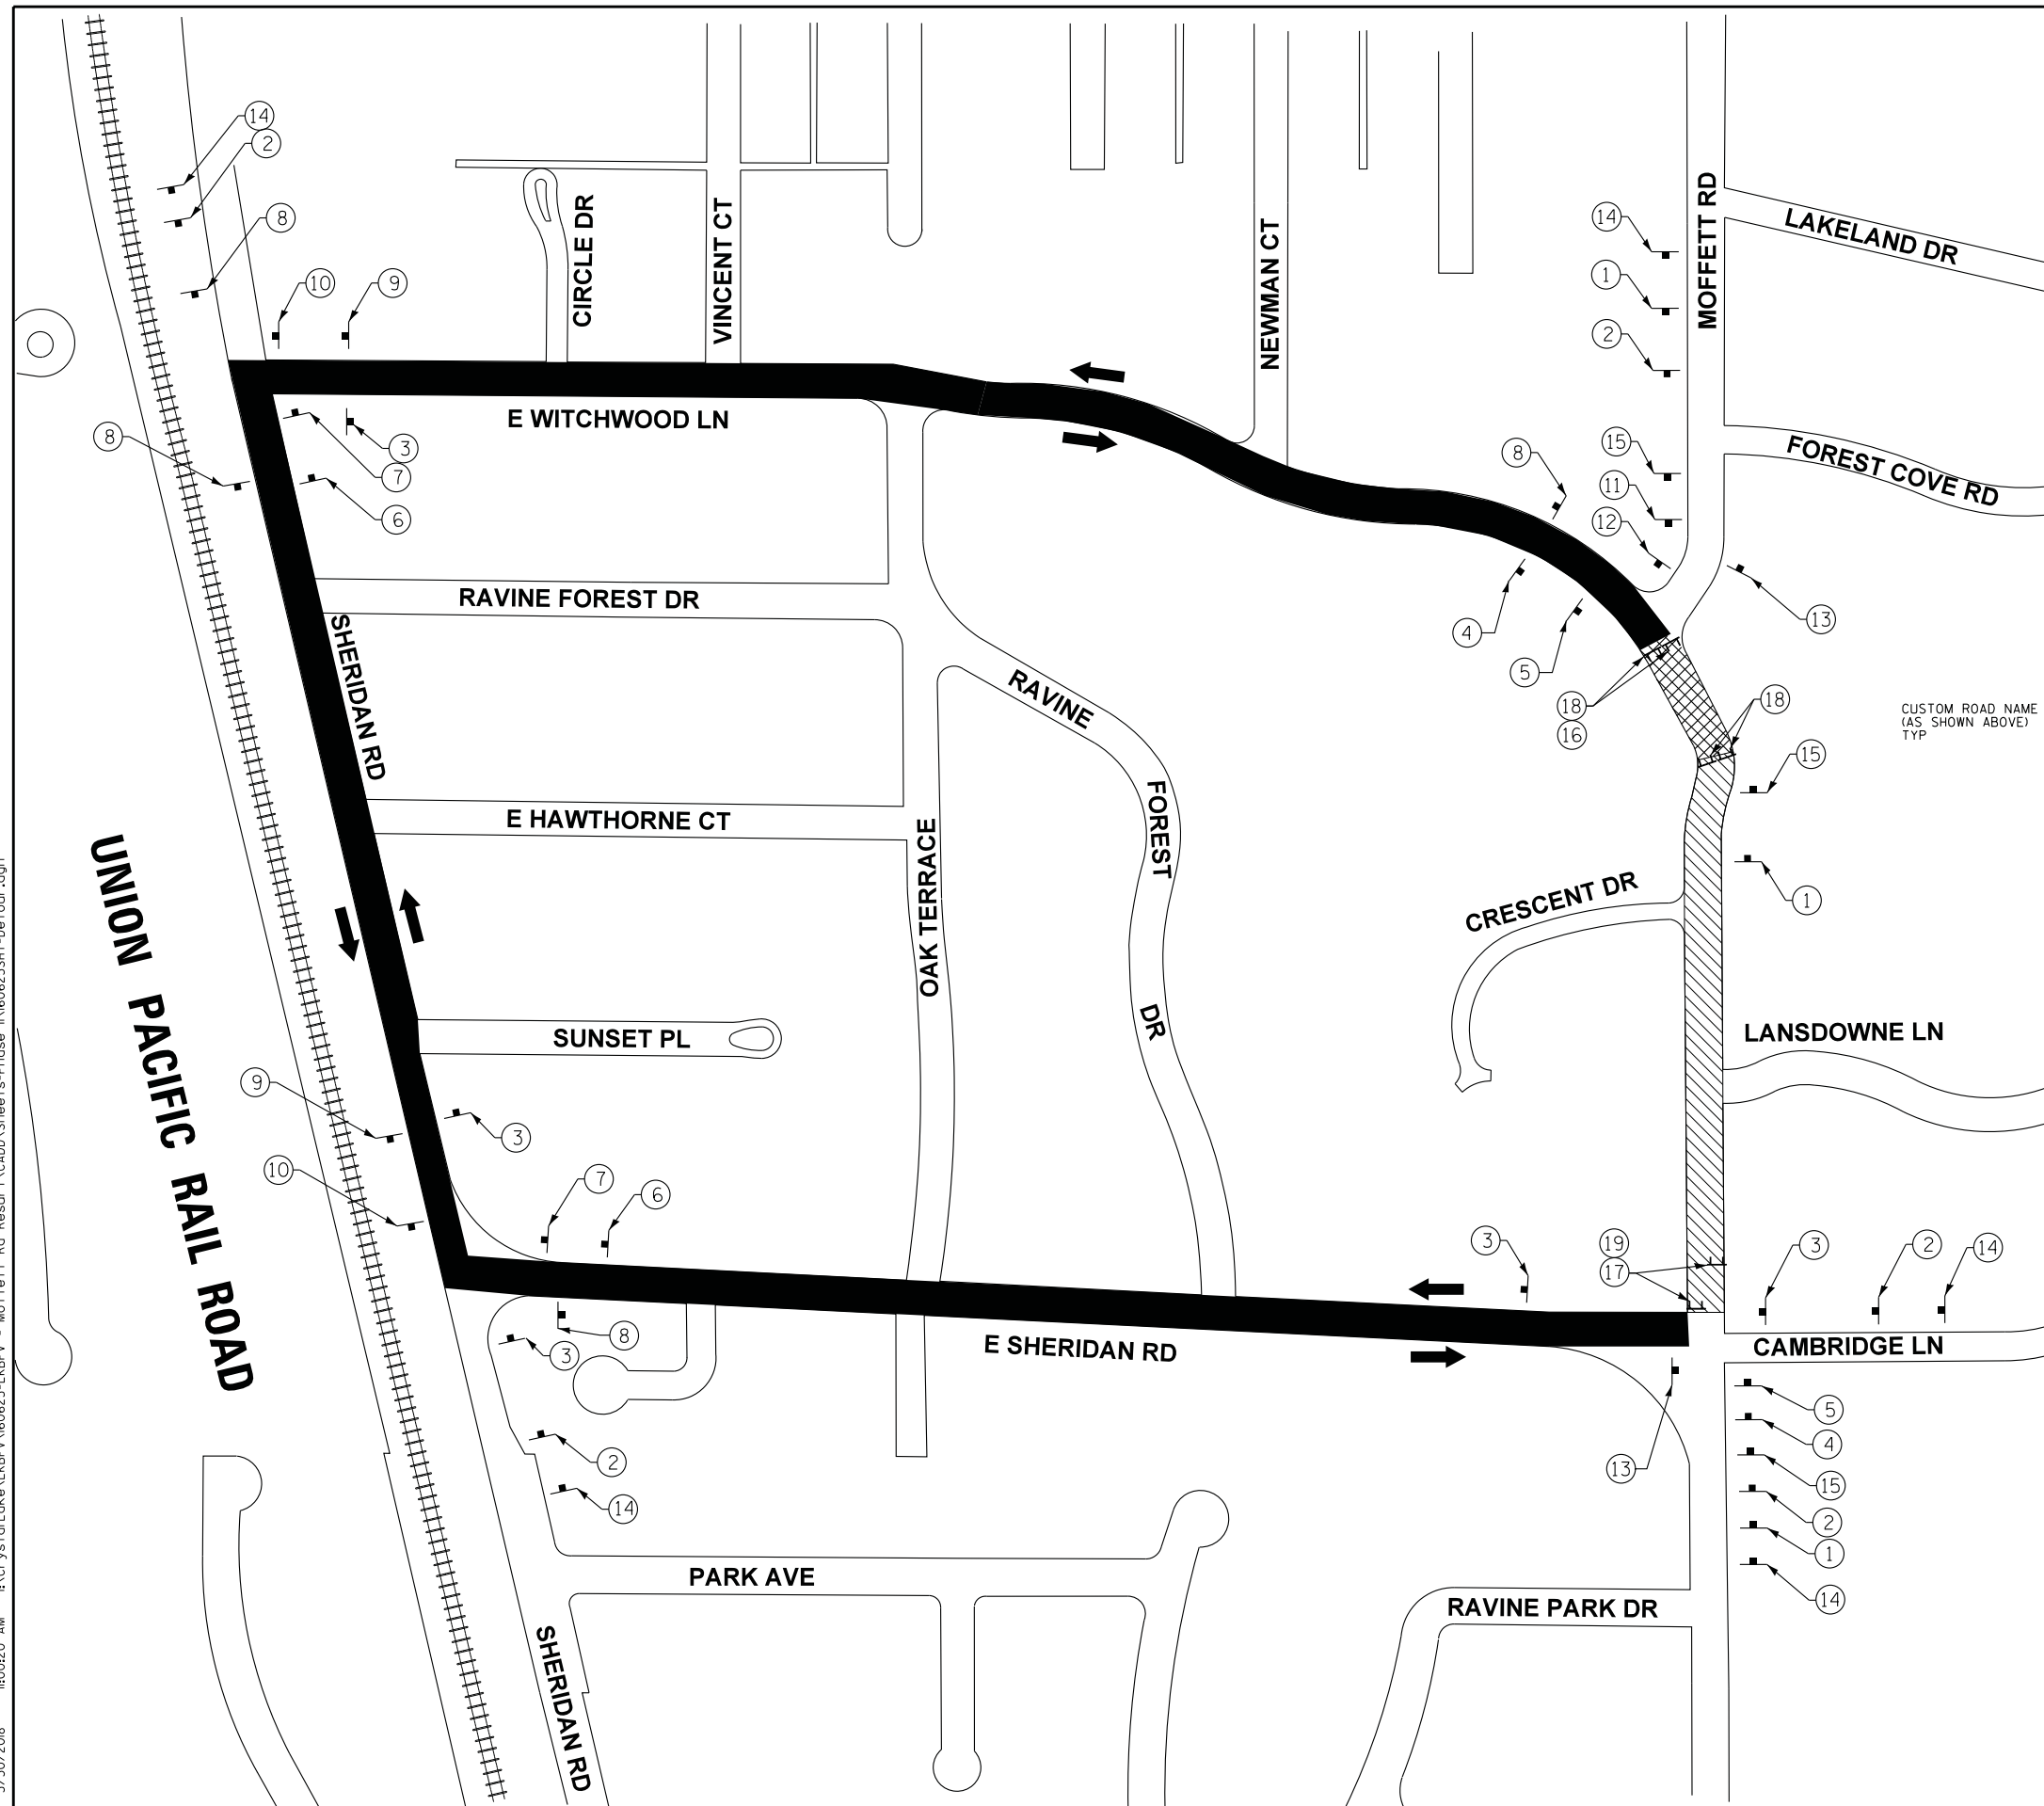 14
2
8
10
9
CIRCLE DR
VINCENT CT
NEWMAN CT
MOFFETT RD
LAKELAND DR
14
1
2
E WITCHWOOD LN
8
3
7
6
8
15
11
12
FOREST COVE RD
RAVINE FOREST DR
SHERIDAN RD
4
5
13
18
16
18
CUSTOM ROAD NAME
(AS SHOWN ABOVE)
TYP
15
1
RAVINE
FOREST
DR
E HAWTHORNE CT
OAK TERRACE
CRESCENT DR
UNION PACIFIC RAIL ROAD
SUNSET PL
LANSDOWNE LN
9
3
10
7
6
3
19
17
3
2
14
8
3
E SHERIDAN RD
CAMBRIDGE LN
2
14
13
5
4
15
2
1
14
PARK AVE
RAVINE PARK DR
SHERIDAN RD